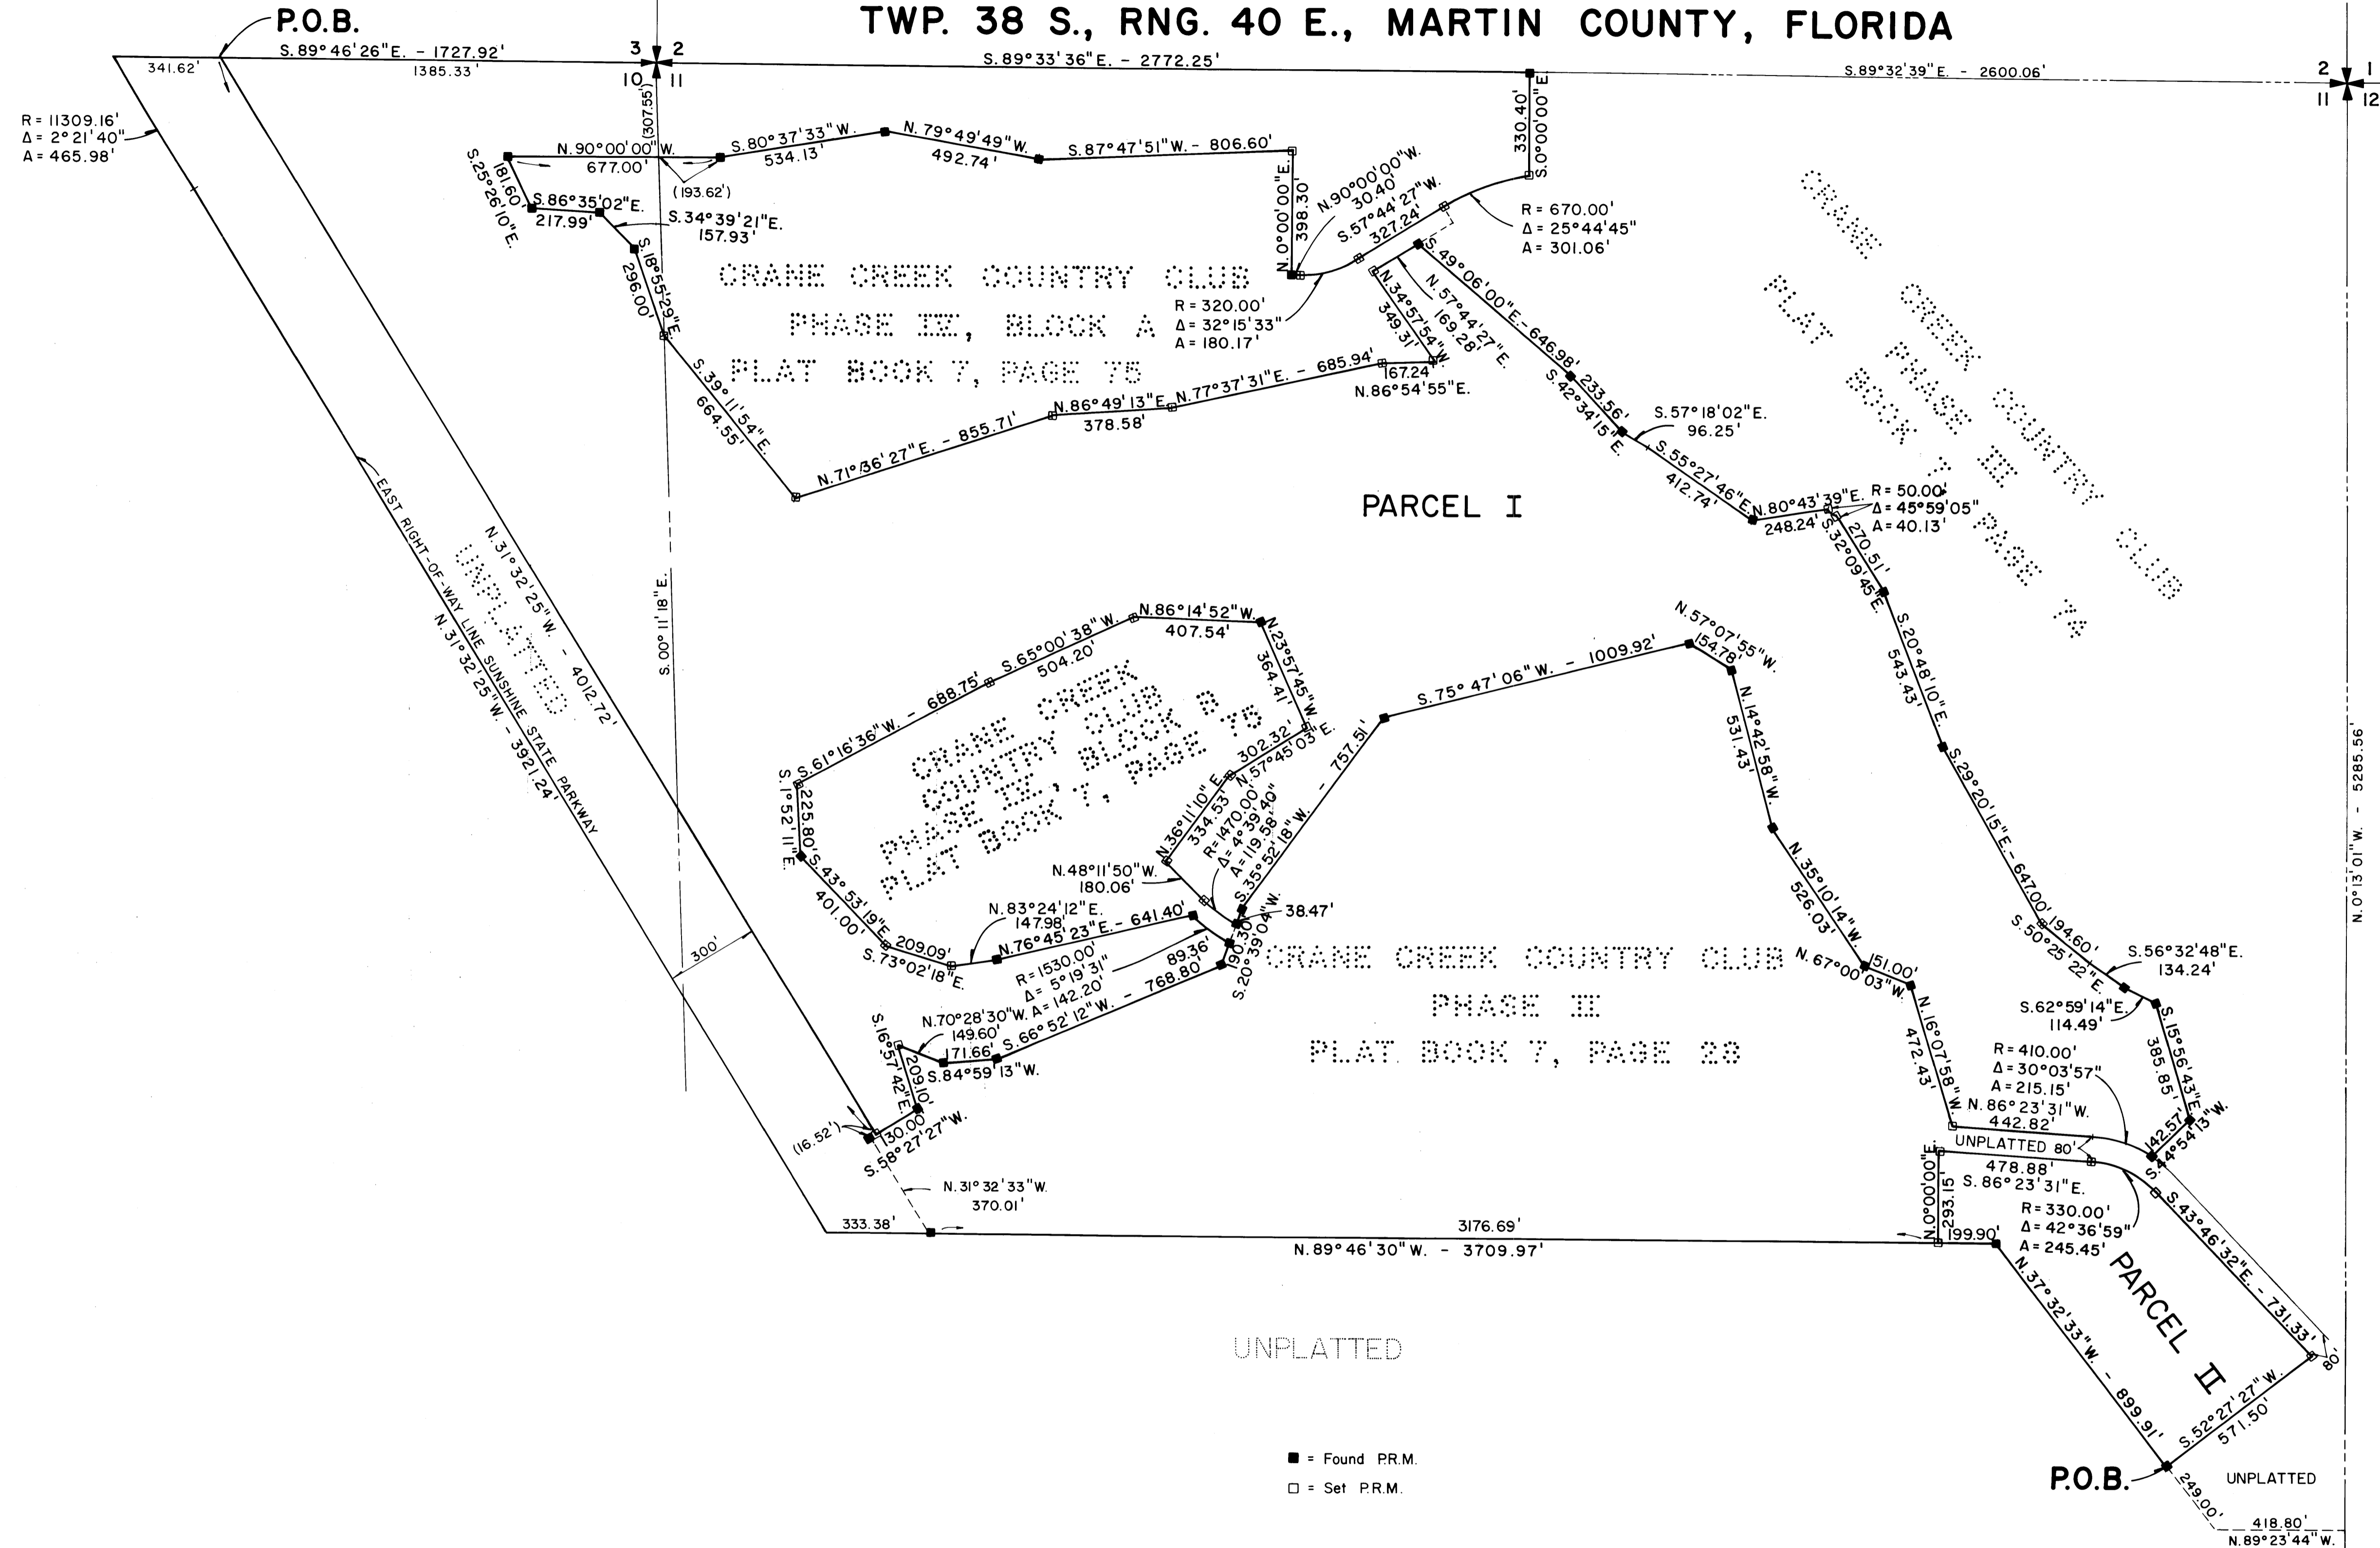 TWP. 38 S., RNG. 40 E., MARTIN COUNTY, FLORIDA
P.O.B.
S.89°46'26"E. - 1727.92'
341.62'
1385.33'
3 2
10 11
S.89°33'36"E. - 2772.25'
S.89°32'39"E. - 2600.06'
2 1
11 12
R = 11309.16'
Δ = 2°21'40"
A = 465.98'
(307.55')
N.90°00'00"W.
677.00'
(193.62')
S.80°37'33"W.
534.13'
N.79°49'49"W.
492.74'
S.87°47'51"W. - 806.60'
330.40'
S.0°00'00"E.
N.0°00'00"E.
398.30'
N.90°00'00"W.
30.40'
S.57°44'27"W.
327.24'
R = 670.00'
Δ = 25°44'45"
A = 301.06'
S.25°26'10"E.
181.60'
S.86°35'02"E.
217.99'
S.34°39'21"E.
157.93'
S.18°55'29"E.
296.00'
CRANE CREEK COUNTRY CLUB
PHASE IV, BLOCK A
PLAT BOOK 7, PAGE 75
R = 320.00'
Δ = 32°15'33"
A = 180.17'
N.34°57'54"W.
349.31'
N.57°44'27"E.
169.28'
S.49°06'00"E. - 646.98'
233.56'
S.42°34'15"E.
167.24'
N.86°54'55"E.
S.39°11'54"E.
664.55'
N.71°36'27"E. - 855.71'
N.86°49'13"E.
378.58'
N.77°37'31"E. - 685.94'
S.57°18'02"E.
96.25'
S.55°27'46"E.
412.74'
N.80°43'39"E.
248.24'
R = 50.00'
Δ = 45°59'05"
A = 40.13'
270.51'
S.32°09'45"E.
CRANE CREEK COUNTRY CLUB
PHASE III
PLAT BOOK 7, PAGE
PARCEL I
EAST RIGHT-OF-WAY LINE SUNSHINE STATE PARKWAY
N.31°32'25"W. - 3921.24'
UNPLATTED
N.31°32'25"W. - 4012.72'
S.00°11'18"E.
S.61°16'36"W. - 688.75'
S.65°00'38"W.
504.20'
N.86°14'52"W.
407.54'
N.23°57'45"W.
364.41'
302.32'
N.57°45'03"E.
N.36°11'10"E.
334.53'
R = 1470.00'
Δ = 4°39'40"
A = 119.58'
CRANE CREEK
COUNTRY CLUB
PHASE IV, BLOCK B
PLAT BOOK 7, PAGE 75
S.1°52'11"E.
225.80'
S.43°53'19"E.
401.00'
209.09'
S.73°02'18"E.
N.83°24'12"E.
147.98'
N.76°45'23"E. - 641.40'
N.48°11'50"W.
180.06'
S.35°52'18"W. - 757.51'
S.75°47'06"W. - 1009.92'
N.57°07'55"W.
154.78'
N.14°42'58"W.
531.43'
S.20°48'10"E.
543.43'
S.29°20'15"E. - 647.00'
N.0°13'01"W. - 5285.56'
38.47'
190.30'
S.20°39'04"W.
89.36'
R = 1530.00'
Δ = 5°19'31"
A = 142.20'
S.66°52'12"W. - 768.80'
N.70°28'30"W.
149.60'
171.66'
S.84°59'13"W.
S.16°57'42"E.
209.10'
130.00'
S.58°27'27"W.
(16.52')
300'
CRANE CREEK COUNTRY CLUB
PHASE II
PLAT. BOOK 7, PAGE 23
N.35°10'14"W.
526.03'
151.00'
N.67°00'03"W.
N.16°07'58"W.
472.43'
194.60'
S.50°25'22"E.
S.56°32'48"E.
134.24'
S.62°59'14"E.
114.49'
S.15°56'43"E.
385.85'
142.57'
S.44°54'13"W.
R = 410.00'
Δ = 30°03'57"
A = 215.15'
N.86°23'31"W.
442.82'
UNPLATTED 80'
478.88'
S.86°23'31"E.
N.0°00'00"E.
293.15
R = 330.00'
Δ = 42°36'59"
A = 245.45'
199.90'
S.43°46'32"E. - 731.33'
80'
N.31°32'33"W.
370.01'
333.38'
3176.69'
N.89°46'30"W. - 3709.97'
N.37°32'33"W. - 899.91'
PARCEL II
S.52°27'27"W.
571.50'
UNPLATTED
P.O.B.
249.00'
UNPLATTED
418.80'
N.89°23'44"W.
■ = Found P.R.M.
□ = Set P.R.M.